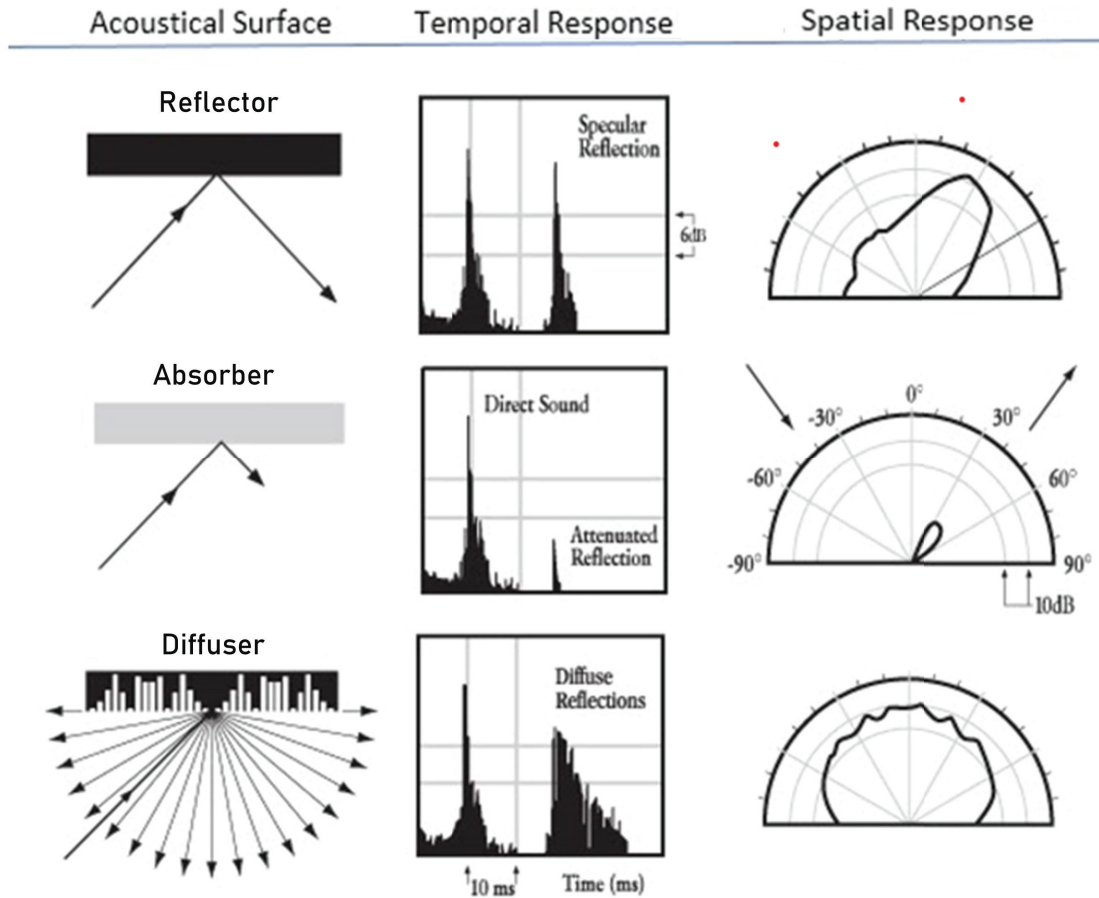 Acoustical Surface
Temporal Response
Spatial Response
Reflector
Specular
Reflection
6dB
Absorber
Direct Sound
Attenuated
Reflection
0°
-30°
30°
-60°
60°
-90°
90°
10dB
Diffuser
Diffuse
Reflections
10 ms
Time (ms)